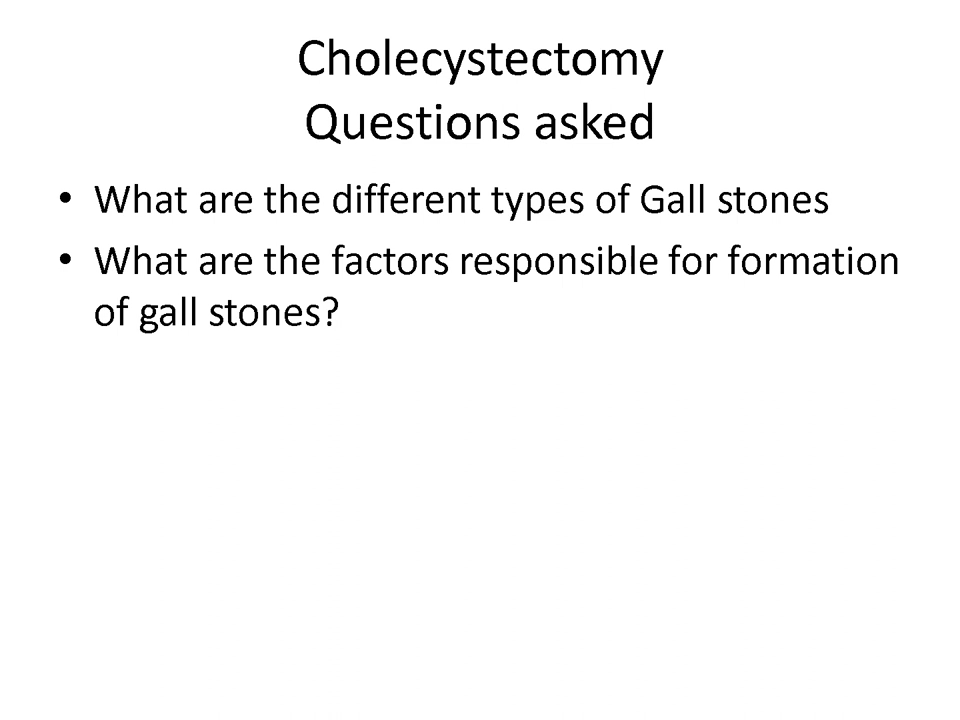 Cholecystectomy
Questions asked
• What are the different types of Gall stones
• What are the factors responsible for formation
of gall stones?